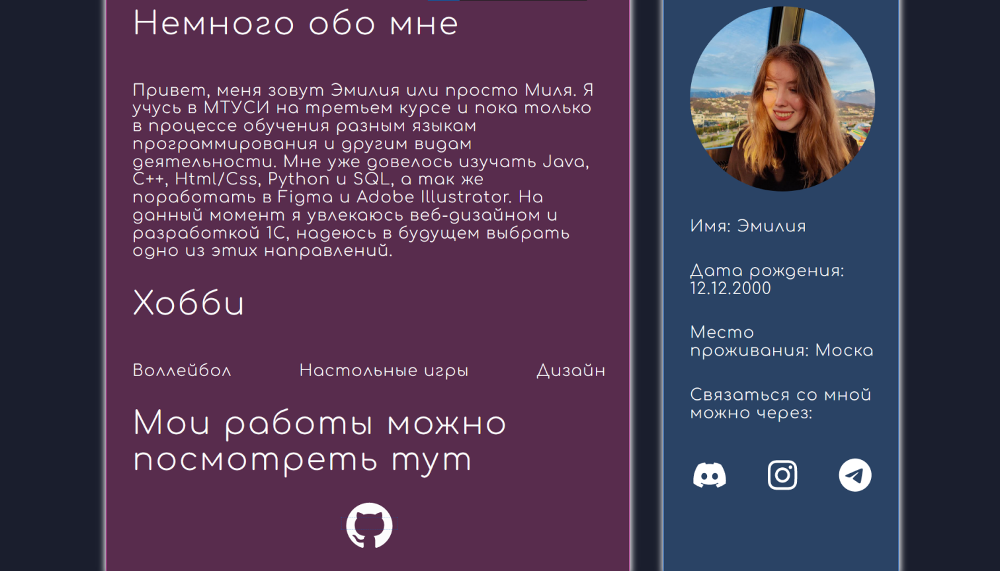 Немного обо мне
Привет, меня зовут Эмилия или просто Миля. Я
учусь в МТУСИ на третьем курсе и пока только
в процессе обучения разным языкам
программирования и другим видам
деятельности. Мне уже довелось изучать Java,
C++, Html/Css, Python и SQL, а так же
поработать в Figma и Adobe Illustrator. На
данный момент я увлекаюсь веб-дизайном и
разработкой 1С, надеюсь в будущем выбрать
одно из этих направлений.
Хобби
Воллейбол Настольные игры Дизайн
Мои работы можно
посмотреть тут
Имя: Эмилия
Дата рождения:
12.12.2000
Место
проживания: Моска
Связаться со мной
можно через: